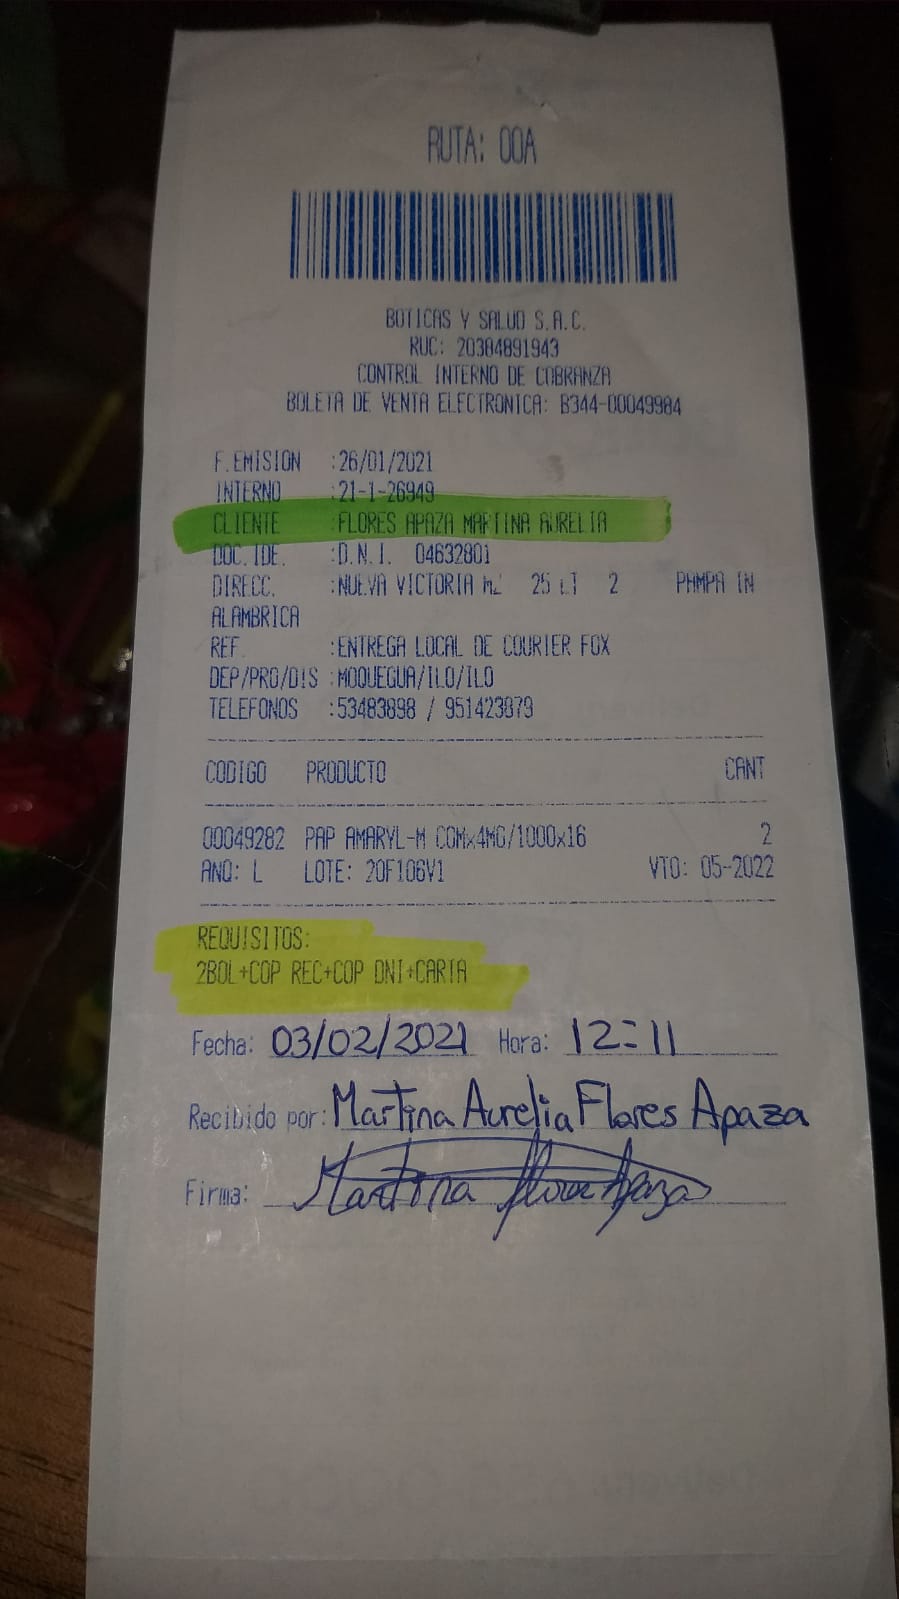 RUTA: 00A
BOTICAS Y SALUD S.A.C.
RUC: 20384891943
CONTROL INTERNO DE COBRANZA
BOLETA DE VENTA ELECTRONICA: B344-00049984
F.EMISION :26/01/2021
INTERNO :21-1-26949
CLIENTE :FLORES APAZA MARTINA AURELIA
DOC.IDE. :D.N.I. 04632801
DIRECC. :NUEVA VICTORIA MZ 25 LT 2 PAMPA IN
ALAMBRICA
REF. :ENTREGA LOCAL DE COURIER FOX
DEP/PRO/DIS :MOQUEGUA/ILO/ILO
TELEFONOS :53483898 / 951423879
CODIGO PRODUCTO CANT
00049282 PAP AMARYL-M COMx4MG/1000x16 2
ANQ: L LOTE: 20F106V1 VTO: 05-2022
REQUISITOS:
2BOL+COP REC+COP DNI+CARTA
Fecha: 03/02/2021 Hora: 12:11
Recibido por: Martina Aurelia Flores Apaza
Firma: Martina Flores Apaza